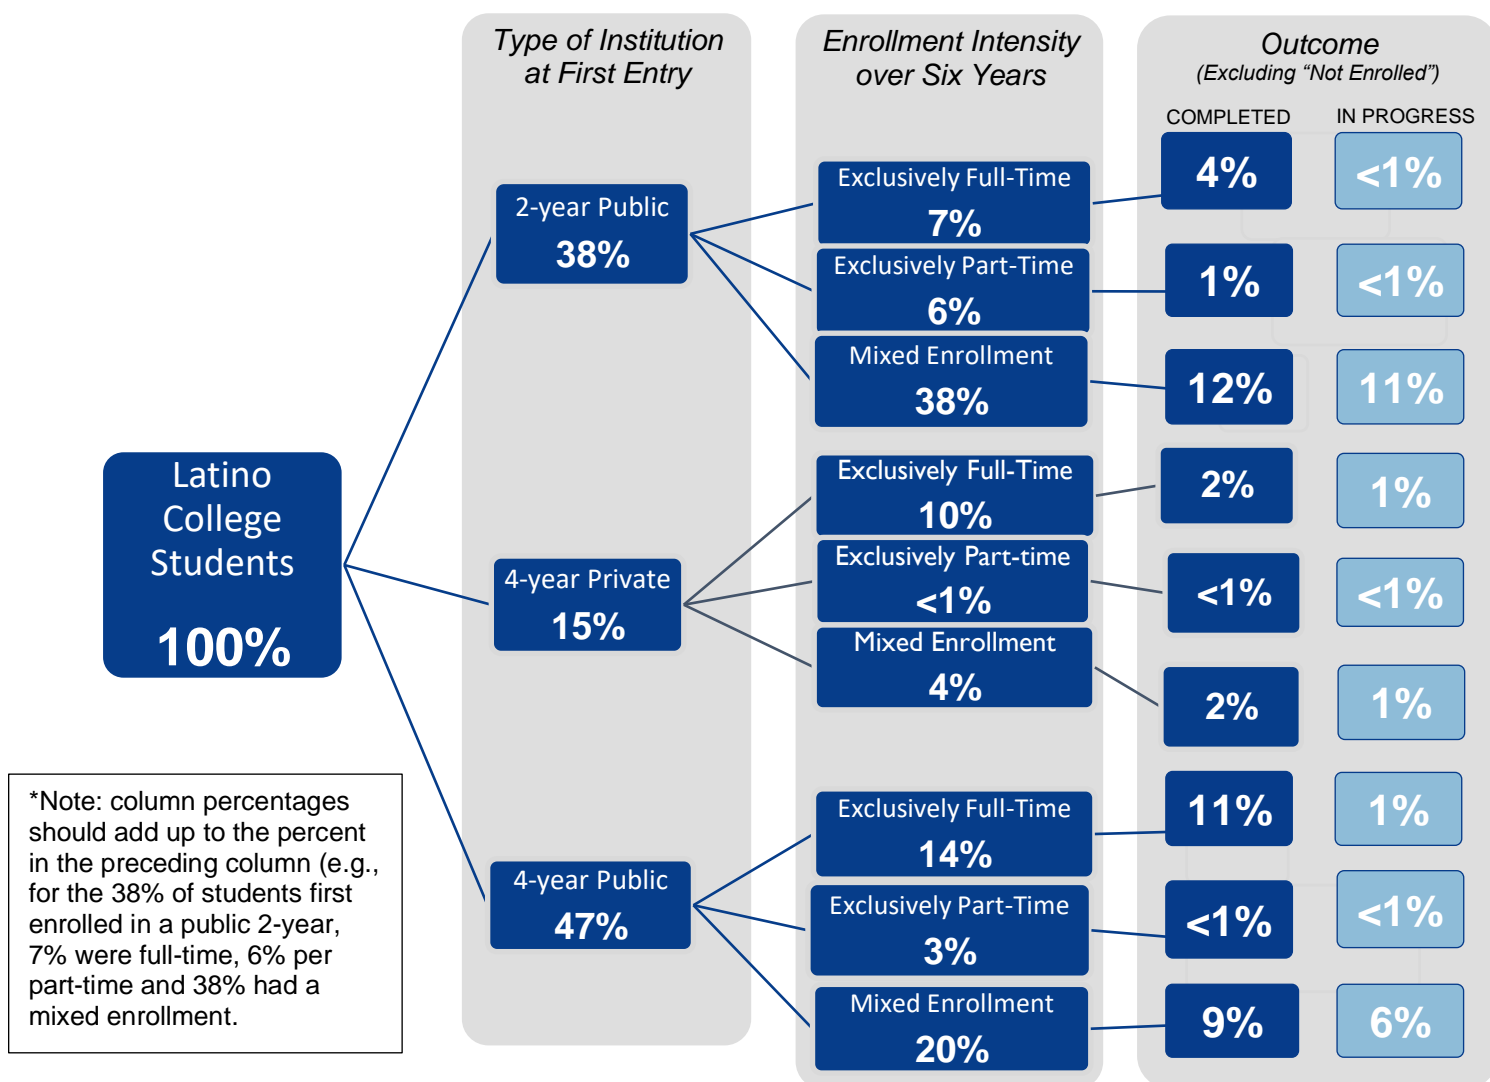 Type of Institution
at First Entry
Enrollment Intensity
over Six Years
Outcome
(Excluding “Not Enrolled”)
COMPLETED
IN PROGRESS
Latino
College
Students
100%
2-year Public
38%
Exclusively Full-Time
7%
4%
<1%
Exclusively Part-Time
6%
1%
<1%
Mixed Enrollment
38%
12%
11%
4-year Private
15%
Exclusively Full-Time
10%
2%
1%
Exclusively Part-time
<1%
<1%
<1%
Mixed Enrollment
4%
2%
1%
4-year Public
47%
Exclusively Full-Time
14%
11%
1%
Exclusively Part-Time
3%
<1%
<1%
Mixed Enrollment
20%
9%
6%
*Note: column percentages
should add up to the percent
in the preceding column (e.g.,
for the 38% of students first
enrolled in a public 2-year,
7% were full-time, 6% per
part-time and 38% had a
mixed enrollment.